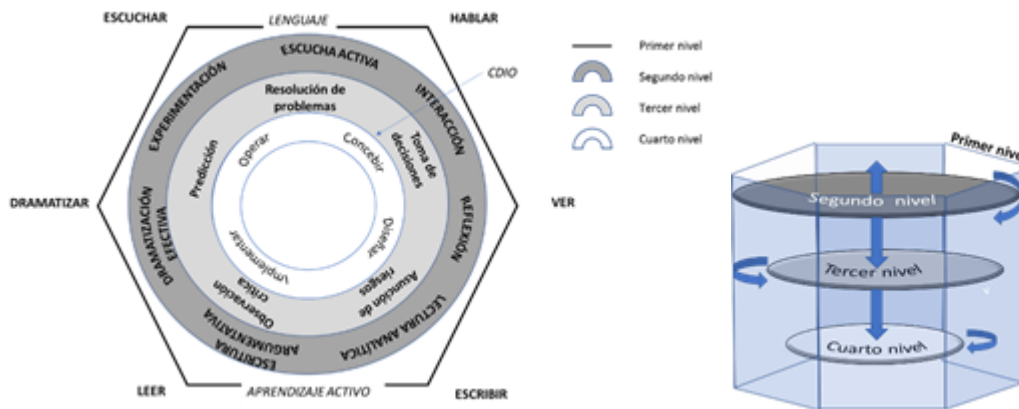 ESCUCHAR
LENGUAJE
HABLAR
ESCUCHA ACTIVA
EXPERIMENTACIÓN
INTERACCIÓN
CDIO
Resolución de
problemas
Predicción
Toma de
decisiones
Operar
Concebir
DRAMATIZAR
VER
DRAMATIZACIÓN
EFECTIVA
REFLEXIÓN
Implementar
Diseñar
Observación
crítica
Asunción de
riesgos
ESCRITURA
ARGUMENTATIVA
LECTURA ANALÍTICA
LEER
APRENDIZAJE ACTIVO
ESCRIBIR
Primer nivel
Segundo nivel
Tercer nivel
Cuarto nivel
Primer nivel
Segundo nivel
Tercer nivel
Cuarto nivel